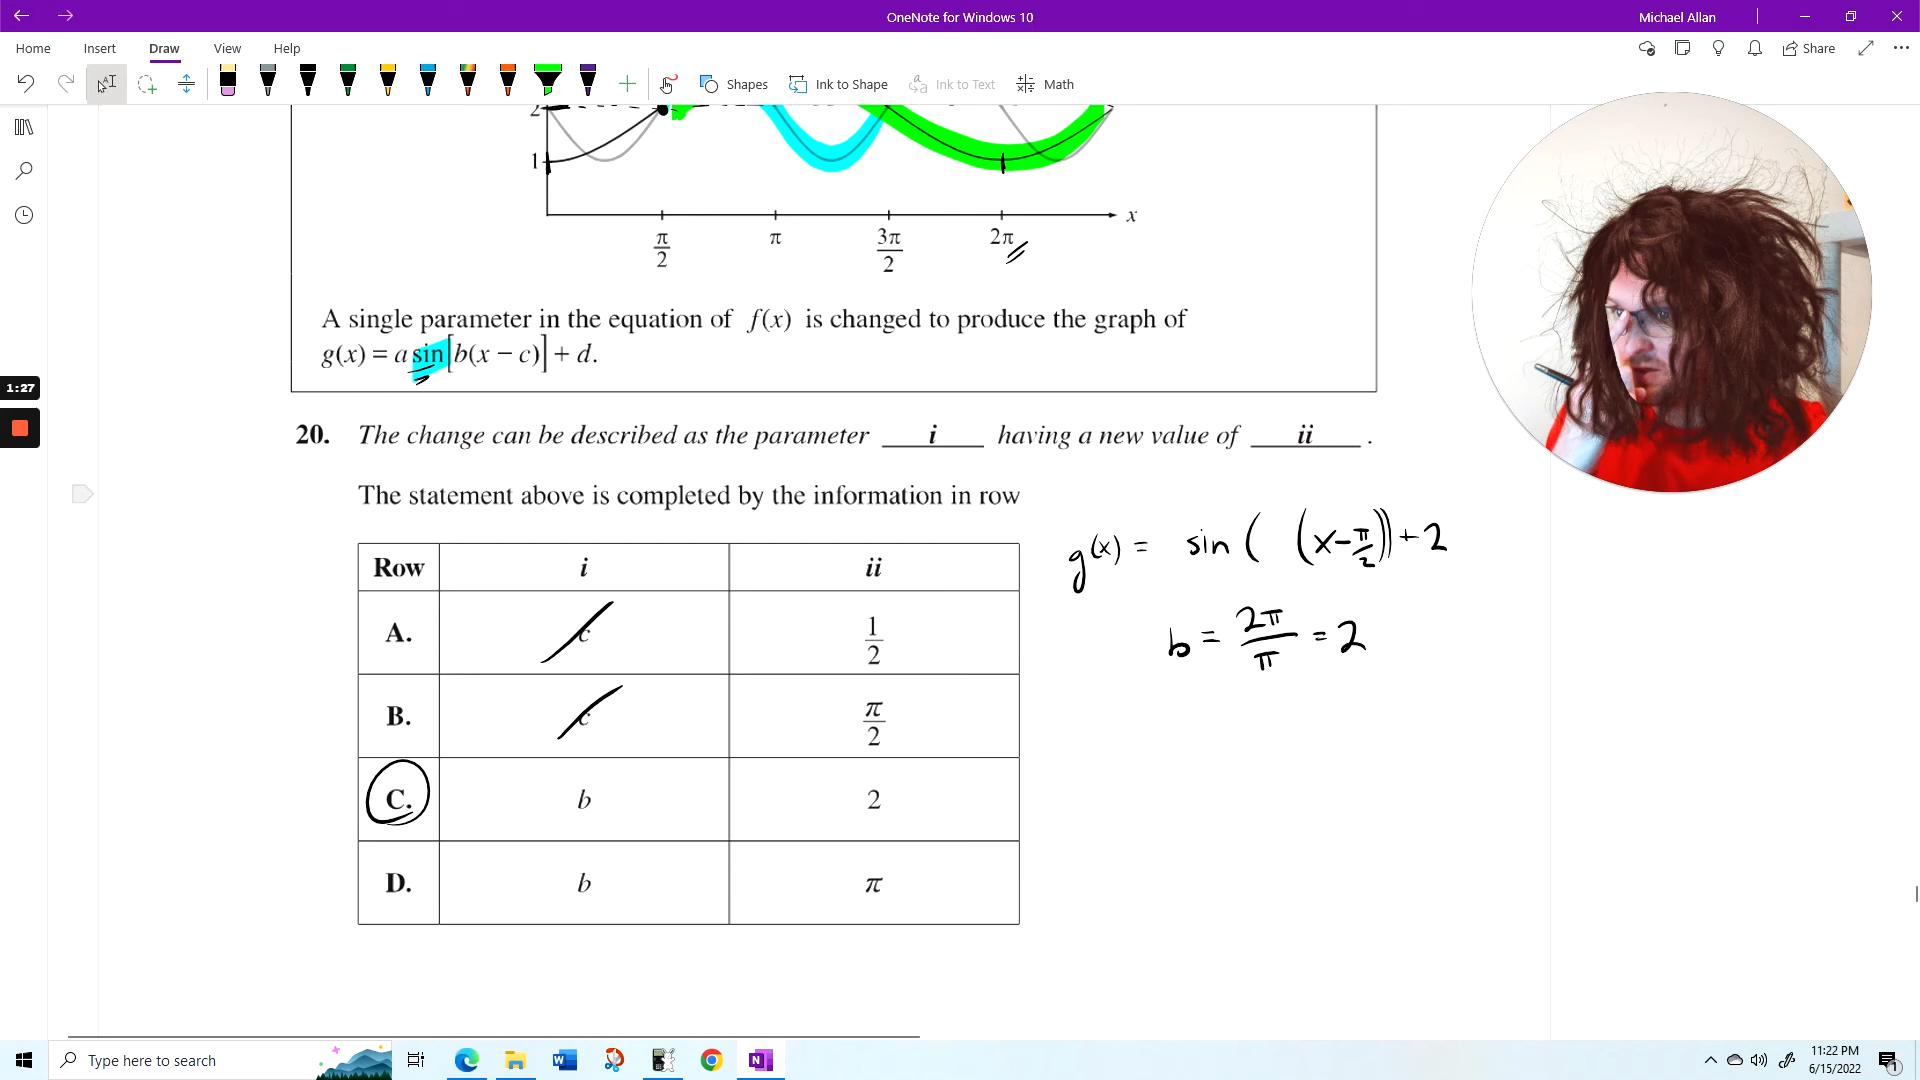 OneNote for Windows 10
Michael Allan
Home Insert Draw View Help
Share
Shapes Ink to Shape Ink to Text Math
2
1
x
π/2 π 3π/2 2π
A single parameter in the equation of f(x) is changed to produce the graph of
g(x) = a sin[b(x − c)] + d.
1:27
20. The change can be described as the parameter i having a new value of ii .
The statement above is completed by the information in row
g(x) = sin ( (x-π/2)) + 2
b = 2π/π = 2
Row i ii
A. c 1/2
B. c π/2
C. b 2
D. b π
Type here to search
11:22 PM
6/15/2022
1